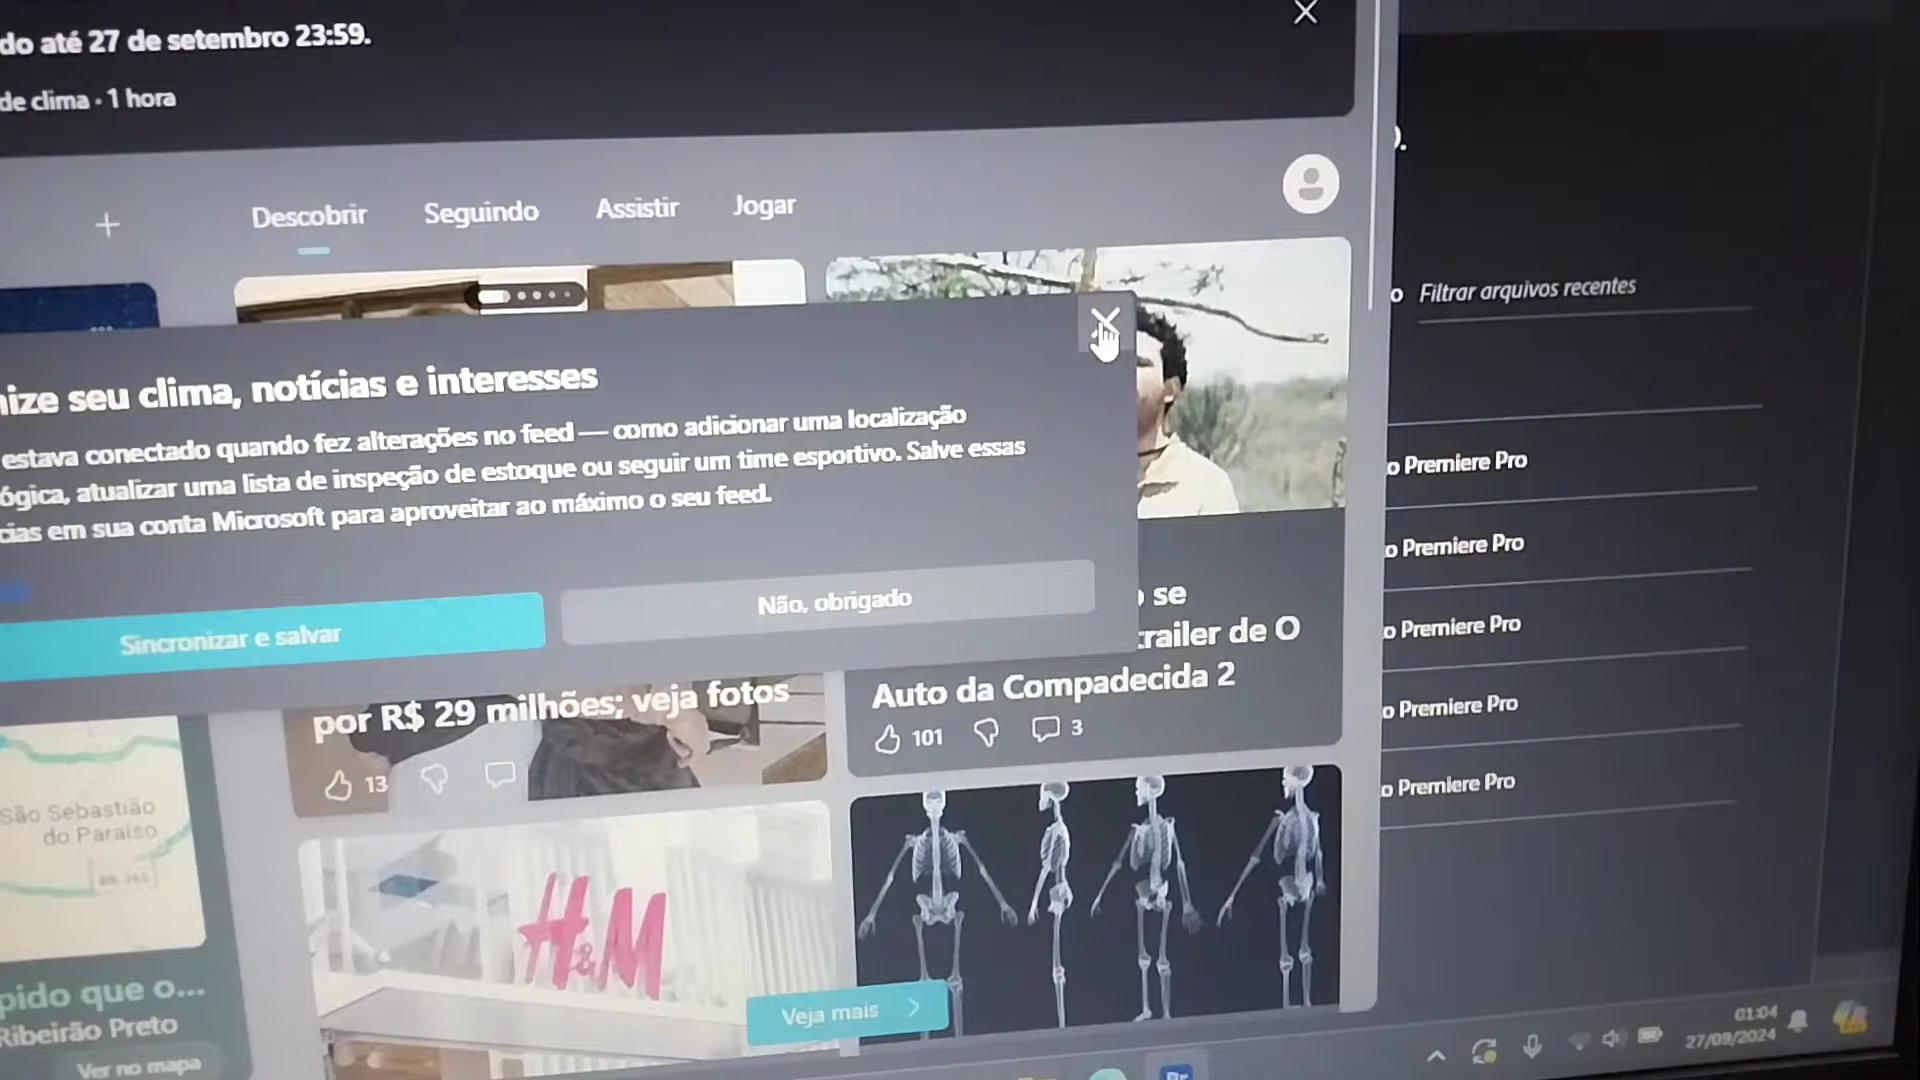 do até 27 de setembro 23:59.
de clima · 1 hora
Descobrir
Seguindo
Assistir
Jogar
Filtrar arquivos recentes
nize seu clima, notícias e interesses
estava conectado quando fez alterações no feed — como adicionar uma localização
ógica, atualizar uma lista de inspeção de estoque ou seguir um time esportivo. Salve essas
cias em sua conta Microsoft para aproveitar ao máximo o seu feed.
Sincronizar e salvar
Não, obrigado
o Premiere Pro
o Premiere Pro
o Premiere Pro
o Premiere Pro
o Premiere Pro
por R$ 29 milhões; veja fotos
13
o se
trailer de O
Auto da Compadecida 2
101
3
São Sebastião
do Paraíso
H&M
pido que o...
Ribeirão Preto
Ver no mapa
Veja mais
01:04
27/09/2024
Pr